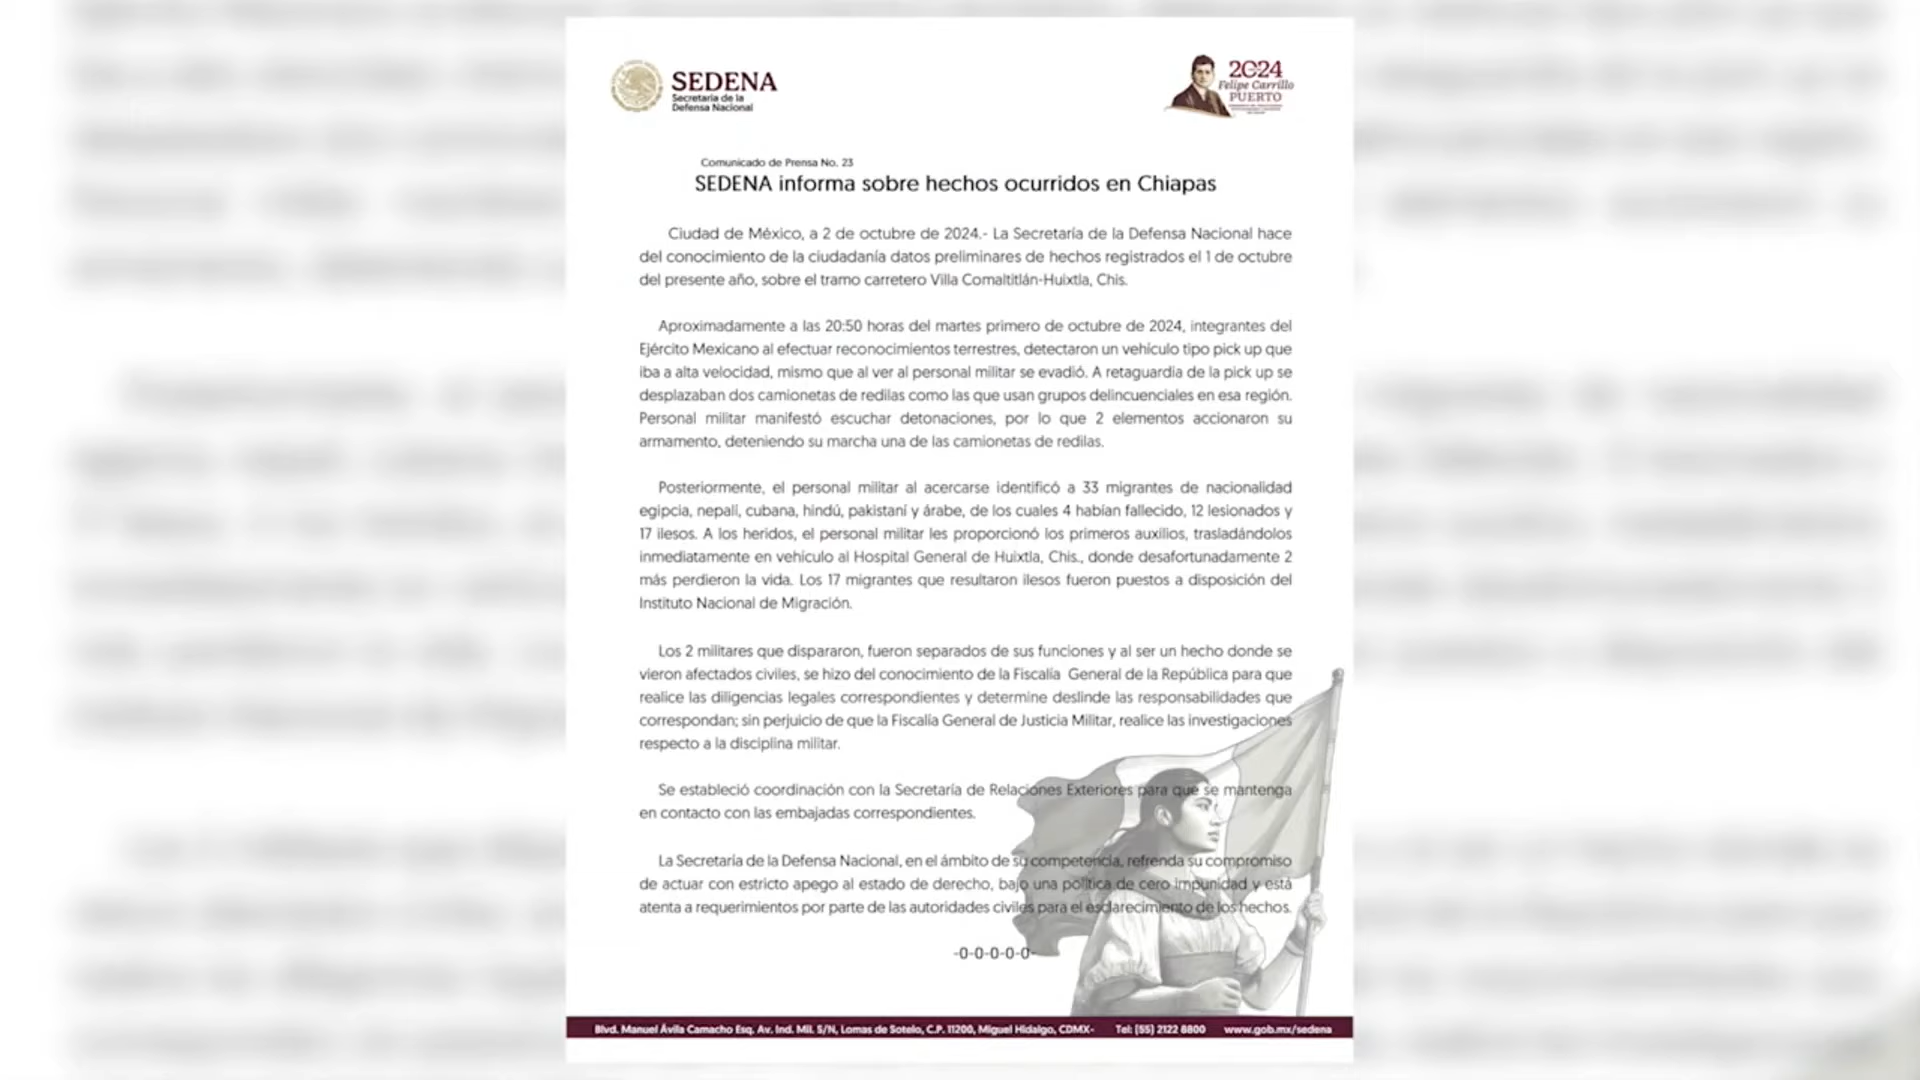 SEDENA
Secretaría de la
Defensa Nacional
2024
Felipe Carrillo
PUERTO
Comunicado de Prensa No. 23
SEDENA informa sobre hechos ocurridos en Chiapas
Ciudad de México, a 2 de octubre de 2024.- La Secretaría de la Defensa Nacional hace
del conocimiento de la ciudadanía datos preliminares de hechos registrados el 1 de octubre
del presente año, sobre el tramo carretero Villa Comaltitlán-Huixtla, Chis.
Aproximadamente a las 20:50 horas del martes primero de octubre de 2024, integrantes del
Ejército Mexicano al efectuar reconocimientos terrestres, detectaron un vehículo tipo pick up que
iba a alta velocidad, mismo que al ver al personal militar se evadió. A retaguardia de la pick up se
desplazaban dos camionetas de redilas como las que usan grupos delincuenciales en esa región.
Personal militar manifestó escuchar detonaciones, por lo que 2 elementos accionaron su
armamento, deteniendo su marcha una de las camionetas de redilas.
Posteriormente, el personal militar al acercarse identificó a 33 migrantes de nacionalidad
egipcia, nepalí, cubana, hindú, pakistaní y árabe, de los cuales 4 habían fallecido, 12 lesionados y
17 ilesos. A los heridos, el personal militar les proporcionó los primeros auxilios, trasladándolos
inmediatamente en vehículo al Hospital General de Huixtla, Chis., donde desafortunadamente 2
más perdieron la vida. Los 17 migrantes que resultaron ilesos fueron puestos a disposición del
Instituto Nacional de Migración.
Los 2 militares que dispararon, fueron separados de sus funciones y al ser un hecho donde se
vieron afectados civiles, se hizo del conocimiento de la Fiscalía General de la República para que
realice las diligencias legales correspondientes y determine deslinde las responsabilidades que
correspondan; sin perjuicio de que la Fiscalía General de Justicia Militar, realice las investigaciones
respecto a la disciplina militar.
Se estableció coordinación con la Secretaría de Relaciones Exteriores para que se mantenga
en contacto con las embajadas correspondientes.
La Secretaría de la Defensa Nacional, en el ámbito de su competencia, refrenda su compromiso
de actuar con estricto apego al estado de derecho, bajo una política de cero impunidad y está
atenta a requerimientos por parte de las autoridades civiles para el esclarecimiento de los hechos.
-0-0-0-0-0-
Blvd. Manuel Ávila Camacho Esq. Av. Ind. Mil. S/N, Lomas de Sotelo, C.P. 11200, Miguel Hidalgo, CDMX- Tel: (55) 2122 8800 www.gob.mx/sedena